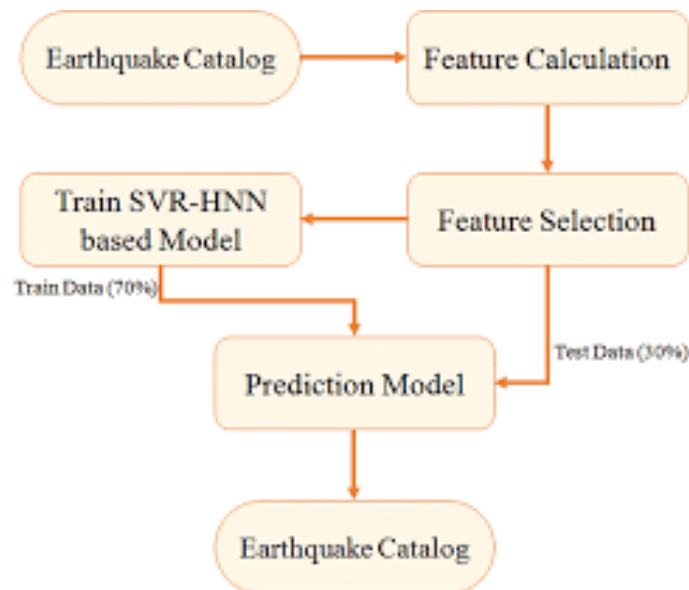 Earthquake Catalog
Feature Calculation
Train SVR-HNN
based Model
Feature Selection
Train Data (70%)
Test Data (30%)
Prediction Model
Earthquake Catalog